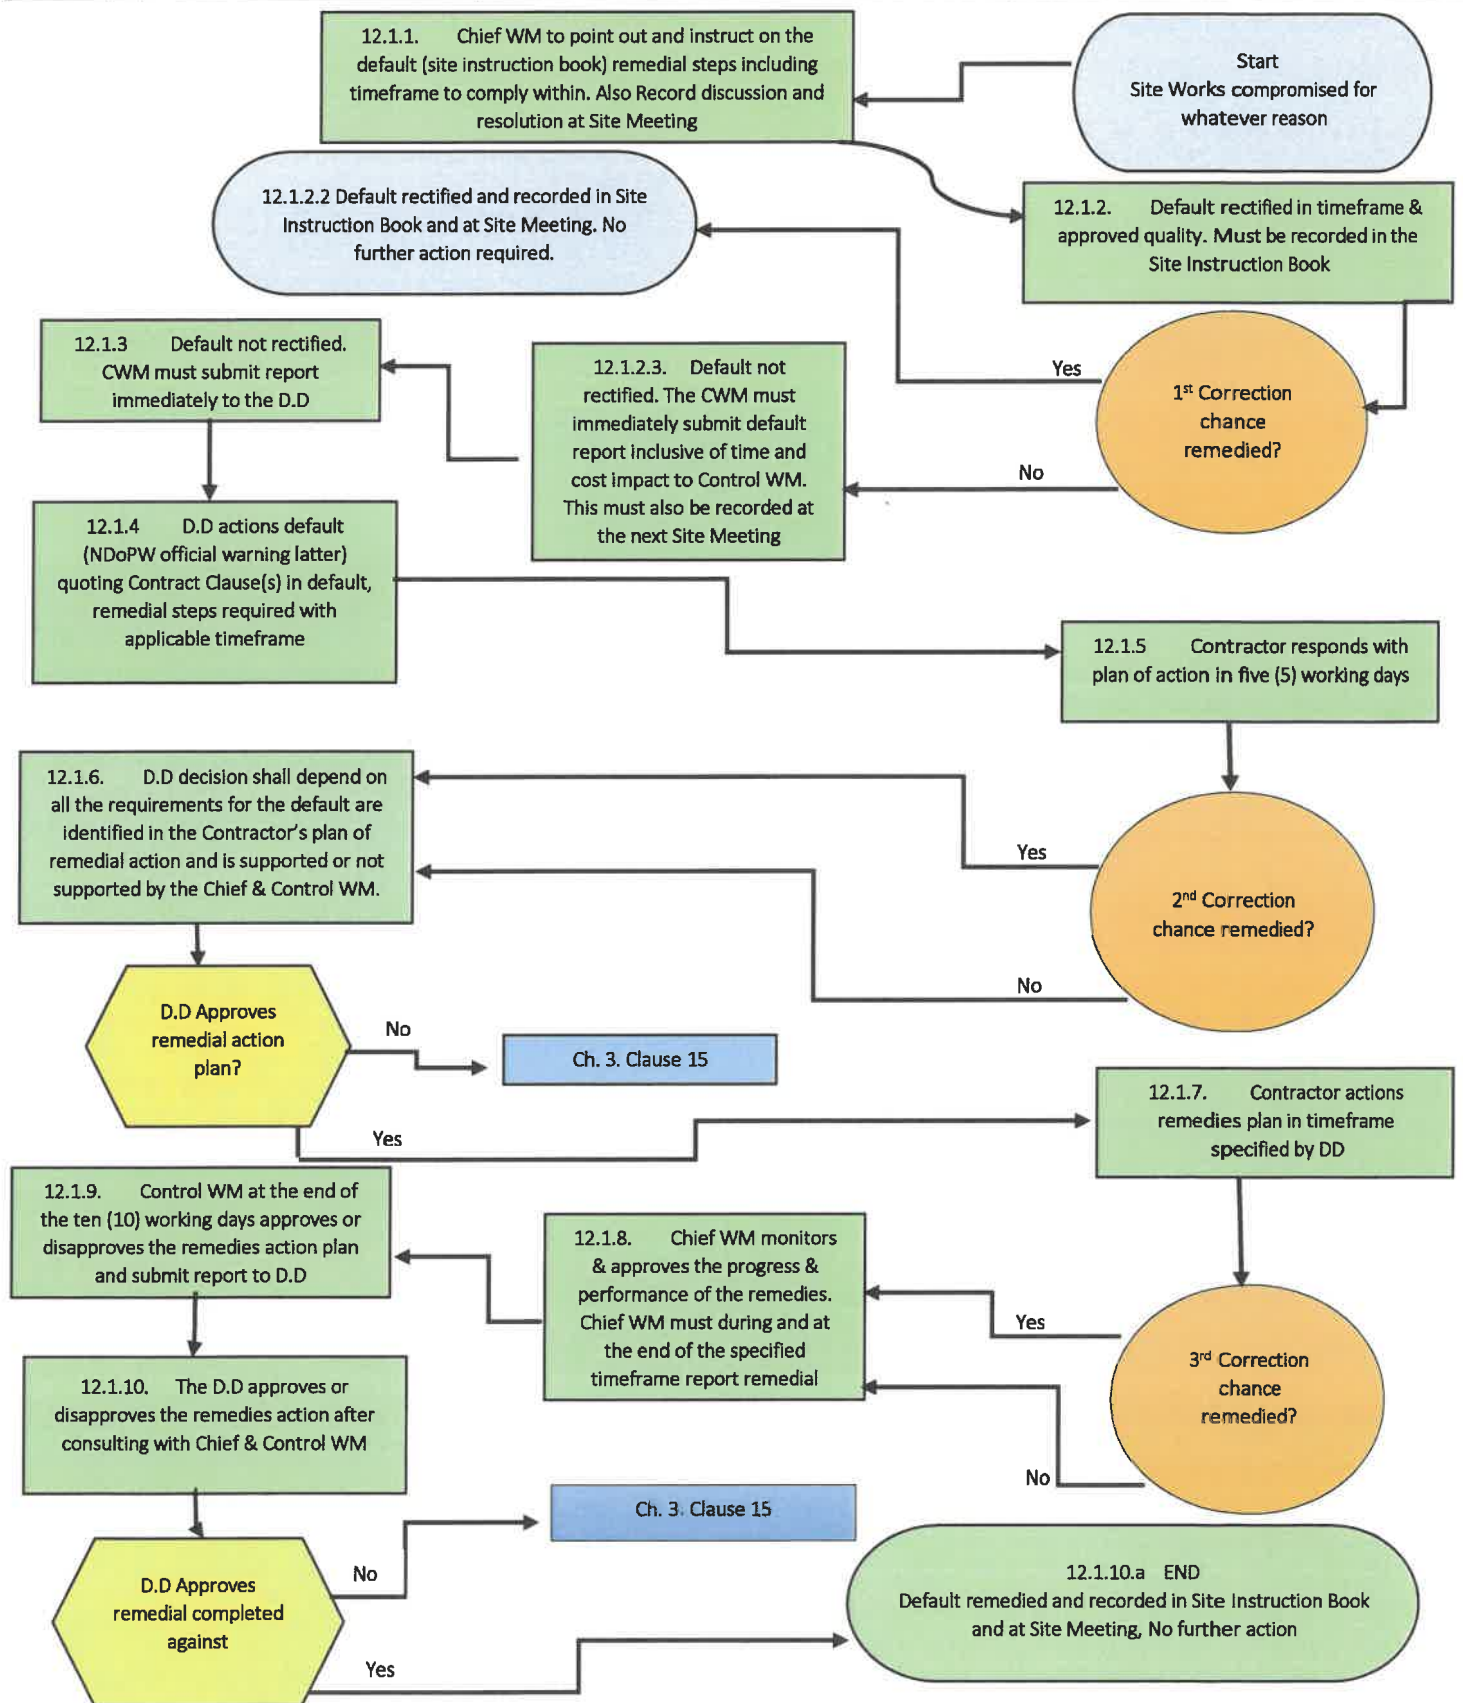 12.1.1. Chief WM to point out and instruct on the
default (site instruction book) remedial steps including
timeframe to comply within. Also Record discussion and
resolution at Site Meeting
Start
Site Works compromised for
whatever reason
12.1.2.2 Default rectified and recorded in Site
Instruction Book and at Site Meeting. No
further action required.
12.1.2. Default rectified in timeframe &
approved quality. Must be recorded in the
Site Instruction Book
12.1.3 Default not rectified.
CWM must submit report
immediately to the D.D
12.1.2.3. Default not
rectified. The CWM must
immediately submit default
report inclusive of time and
cost impact to Control WM.
This must also be recorded at
the next Site Meeting
Yes
1st Correction
chance
remedied?
No
12.1.4 D.D actions default
(NDoPW official warning latter)
quoting Contract Clause(s) in default,
remedial steps required with
applicable timeframe
12.1.5 Contractor responds with
plan of action in five (5) working days
12.1.6. D.D decision shall depend on
all the requirements for the default are
identified in the Contractor's plan of
remedial action and is supported or not
supported by the Chief & Control WM.
Yes
2nd Correction
chance remedied?
No
D.D Approves
remedial action
plan?
No
Ch. 3. Clause 15
Yes
12.1.7. Contractor actions
remedies plan in timeframe
specified by DD
12.1.9. Control WM at the end of
the ten (10) working days approves or
disapproves the remedies action plan
and submit report to D.D
12.1.8. Chief WM monitors
& approves the progress &
performance of the remedies.
Chief WM must during and at
the end of the specified
timeframe report remedial
Yes
3rd Correction
chance
remedied?
No
12.1.10. The D.D approves or
disapproves the remedies action after
consulting with Chief & Control WM
Ch. 3. Clause 15
D.D Approves
remedial completed
against
No
Yes
12.1.10.a END
Default remedied and recorded in Site Instruction Book
and at Site Meeting, No further action